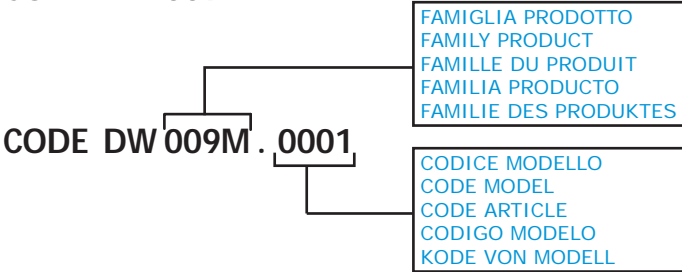 FAMIGLIA PRODOTTO
FAMILY PRODUCT
FAMILLE DU PRODUIT
FAMILIA PRODUCTO
FAMILIE DES PRODUKTES
CODE DW 009M . 0001
CODICE MODELLO
CODE MODEL
CODE ARTICLE
CODIGO MODELO
KODE VON MODELL